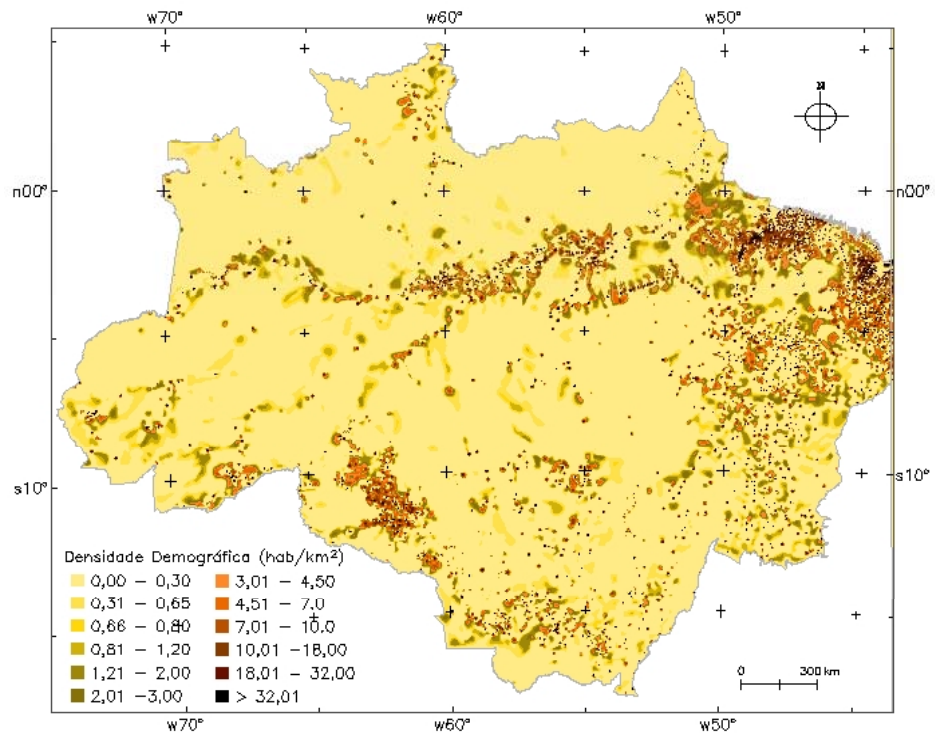 w70° w60° w50°
N
n00° n00°
s10° s10°
Densidade Demográfica (hab/km²)
0,00 – 0,30 3,01 – 4,50
0,31 – 0,65 4,51 – 7.0
0,66 – 0,80 7,01 – 10.0
0,81 – 1,20 10,01 –18,00
1,21 – 2,00 18,01 – 32,00
2,01 –3,00 > 32,01
0 300 km
w70° w60° w50°